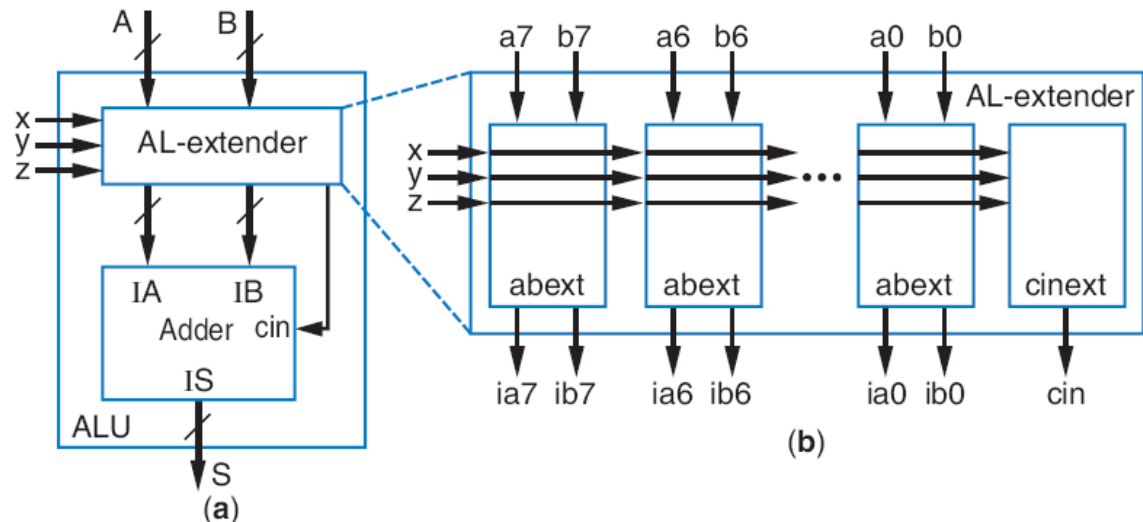 A B
x
y
z
AL-extender
IA IB
Adder cin
IS
ALU
S
(a)
a7 b7 a6 b6 a0 b0
AL-extender
x
y
z
abext abext abext cinext
ia7 ib7 ia6 ib6 ia0 ib0 cin
(b)